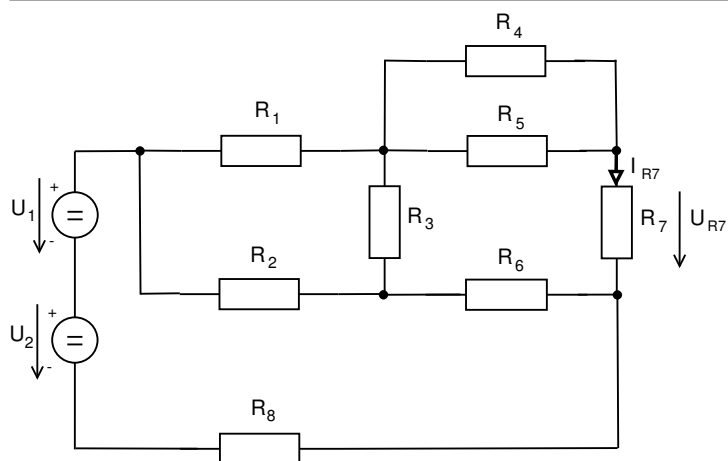 R4
R1
R5
IR7
+
U1
-
R3
R7
UR7
R2
R6
+
U2
-
R8